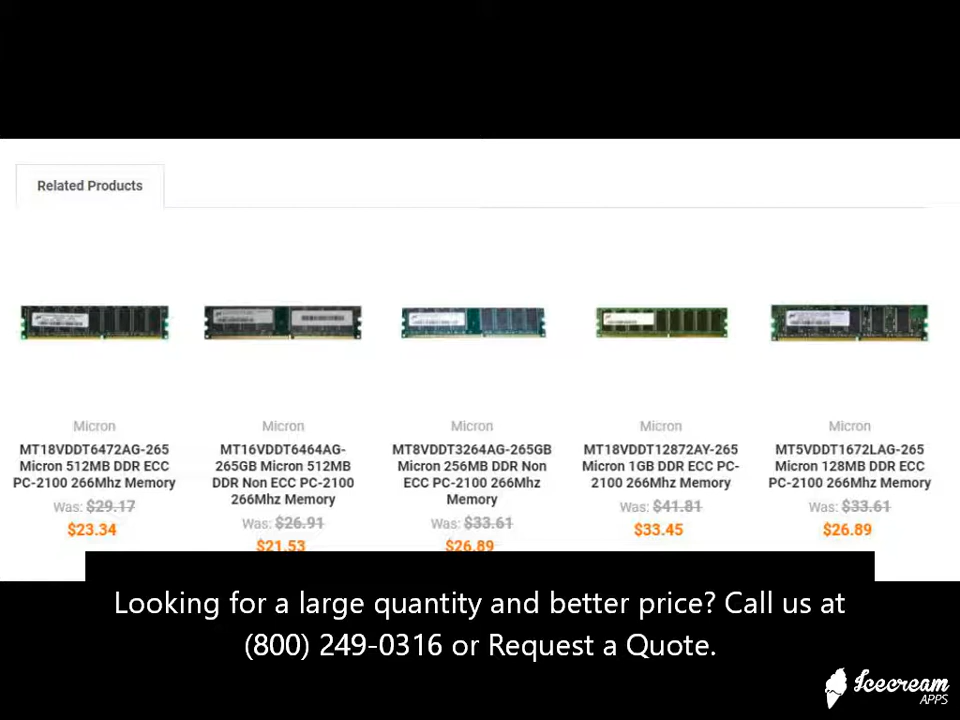 Related Products
Micron
MT18VDDT6472AG-265
Micron 512MB DDR ECC
PC-2100 266Mhz Memory
Was: $29.17
$23.34
Micron
MT16VDDT6464AG-
265GB Micron 512MB
DDR Non ECC PC-2100
266Mhz Memory
Was: $26.91
$21.53
Micron
MT8VDDT3264AG-265GB
Micron 256MB DDR Non
ECC PC-2100 266Mhz
Memory
Was: $33.61
$26.89
Micron
MT18VDDT12872AY-265
Micron 1GB DDR ECC PC-
2100 266Mhz Memory
Was: $41.81
$33.45
Micron
MT5VDDT1672LAG-265
Micron 128MB DDR ECC
PC-2100 266Mhz Memory
Was: $33.61
$26.89
Looking for a large quantity and better price? Call us at
(800) 249-0316 or Request a Quote.
Icecream
APPS